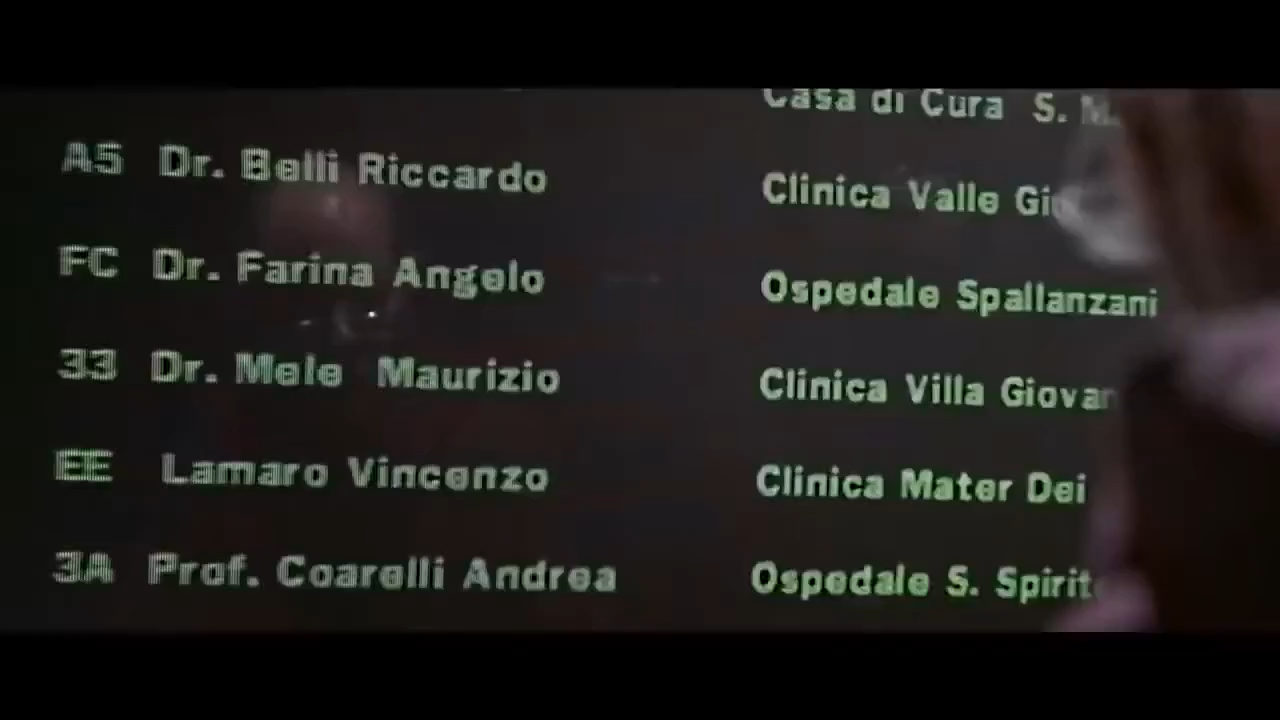 Casa di Cura S.
A5 Dr. Belli Riccardo Clinica Valle
FC Dr. Farina Angelo Ospedale Spallanzani
33 Dr. Mele Maurizio Clinica Villa
EE Lamaro Vincenzo Clinica Mater Dei
3A Prof. Coarelli Andrea Ospedale S.